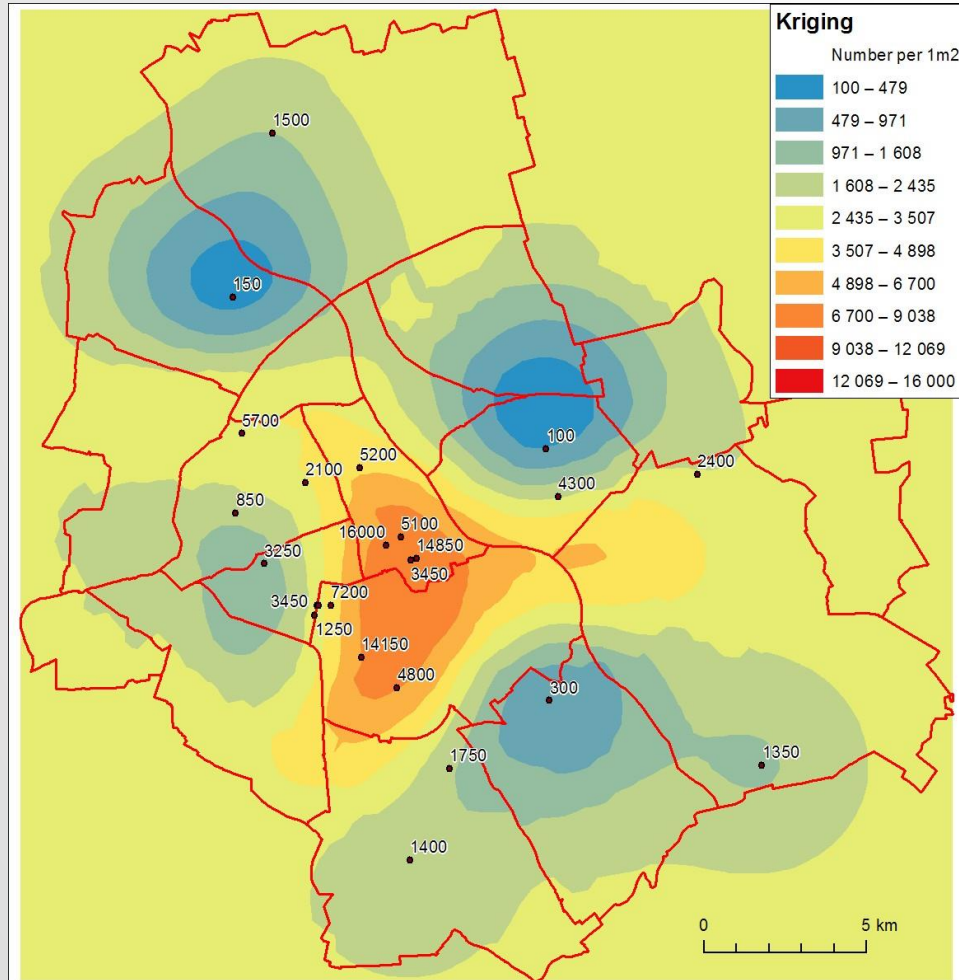 Kriging
Number per 1m2
100 – 479
479 – 971
971 – 1 608
1 608 – 2 435
2 435 – 3 507
3 507 – 4 898
4 898 – 6 700
6 700 – 9 038
9 038 – 12 069
12 069 – 16 000
1500
150
5700
5200
2100
100
2400
4300
850
5100
16000
14850
3250
3450
3450
7200
1250
14150
4800
300
1750
1350
1400
0
5 km